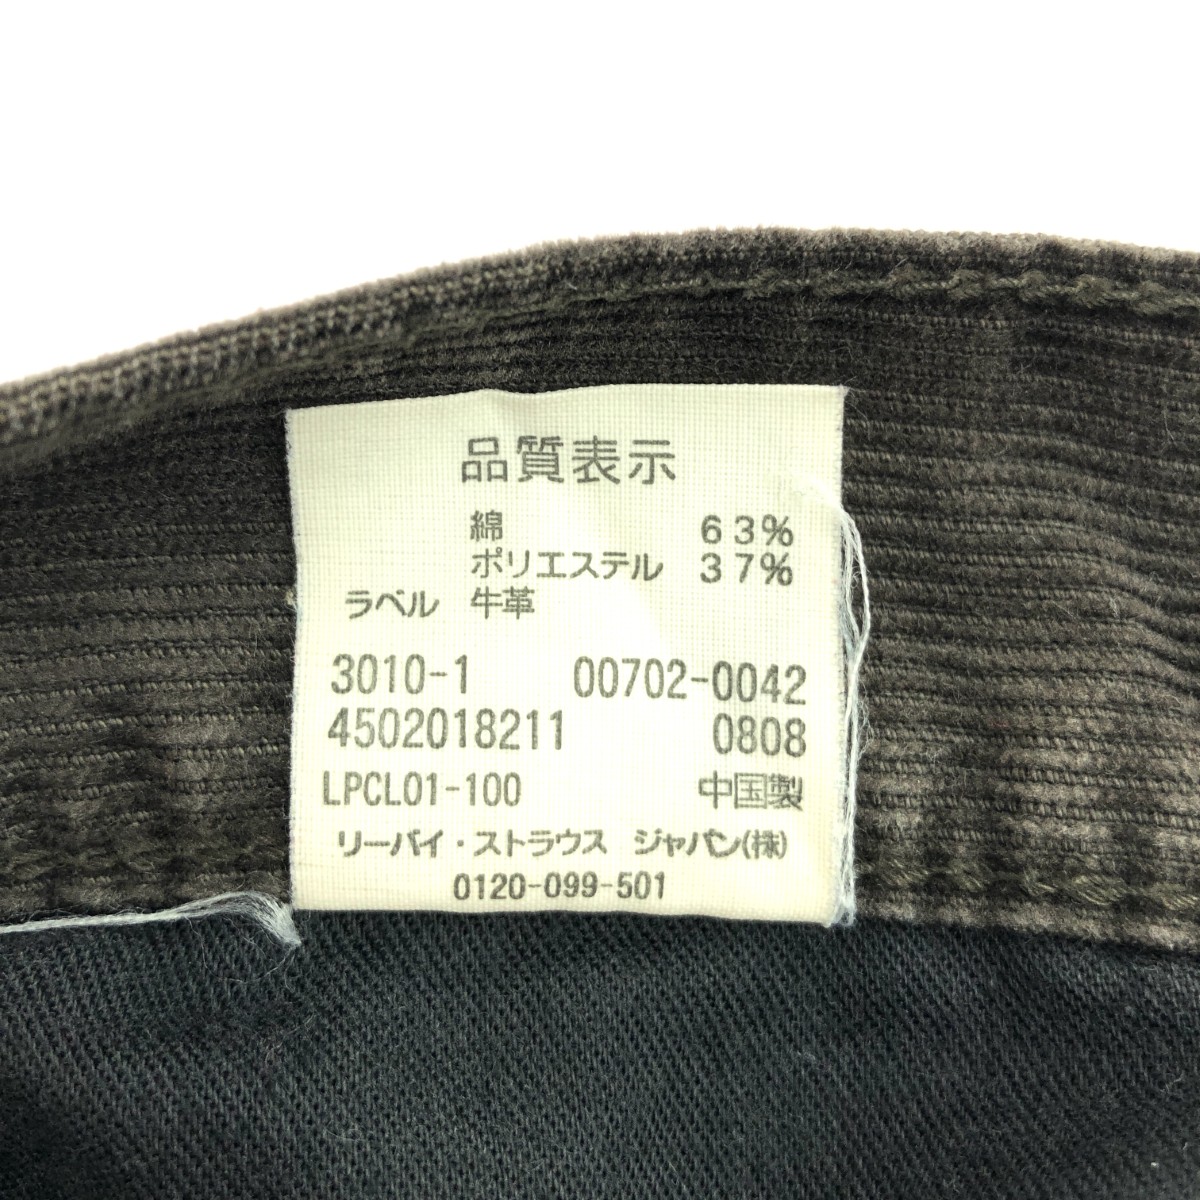 品質表示
綿 63%
ポリエステル 37%
ラベル 牛革
3010-1 00702-0042
4502018211 0808
LPCL01-100 中国製
リーバイ・ストラウス ジャパン(株)
0120-099-501